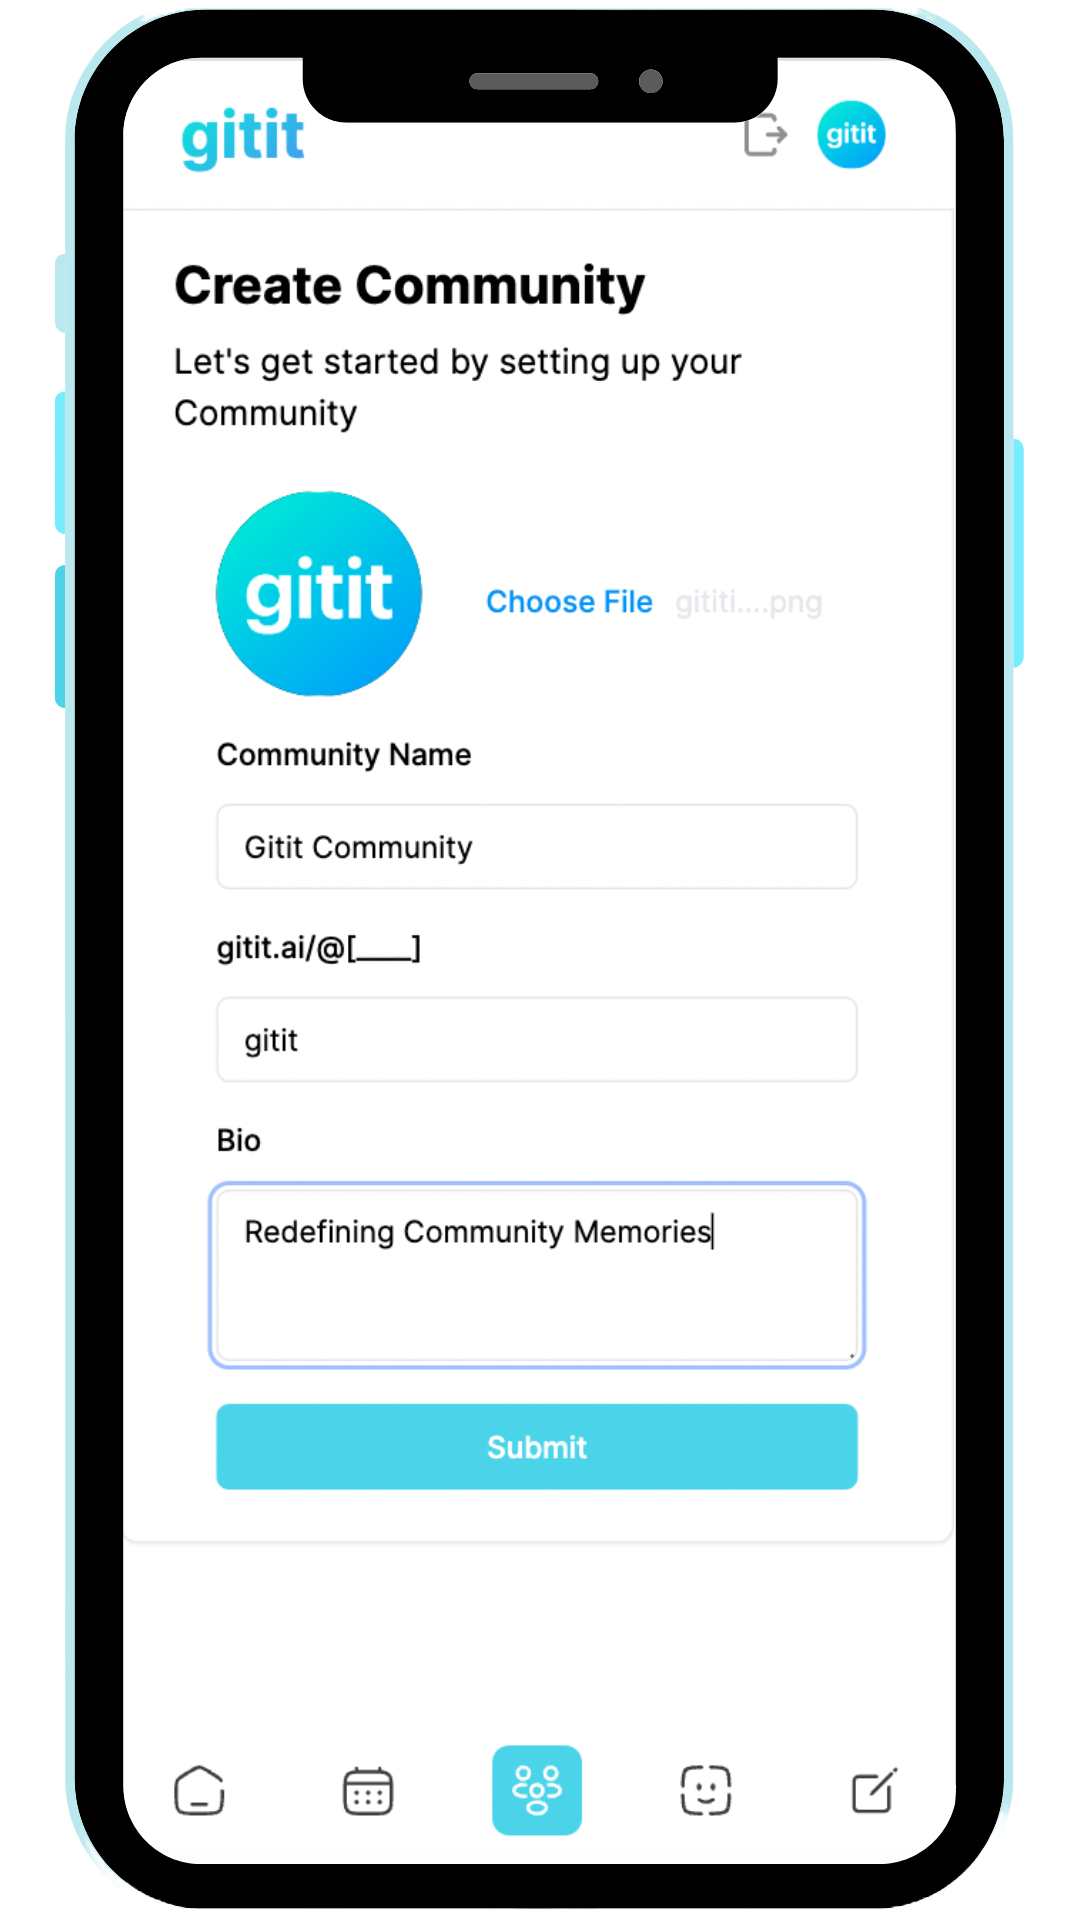 gitit
gitit
Create Community
Let's get started by setting up your
Community
gitit
Choose File gititi....png
Community Name
Gitit Community
gitit.ai/@[____]
gitit
Bio
Redefining Community Memories
Submit